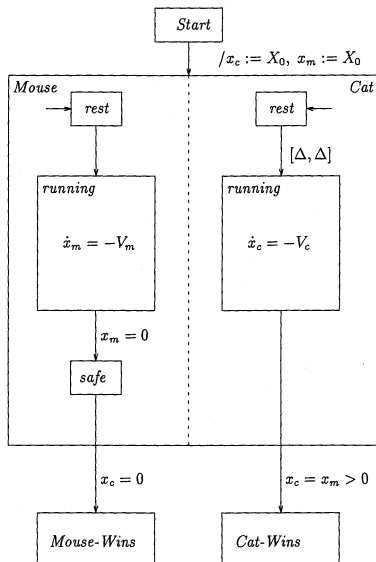 Start
/x_c := X_0, x_m := X_0
Mouse
Cat
rest
rest
[Δ, Δ]
running
running
ẋ_m = −V_m
ẋ_c = −V_c
x_m = 0
safe
x_c = 0
x_c = x_m > 0
Mouse-Wins
Cat-Wins